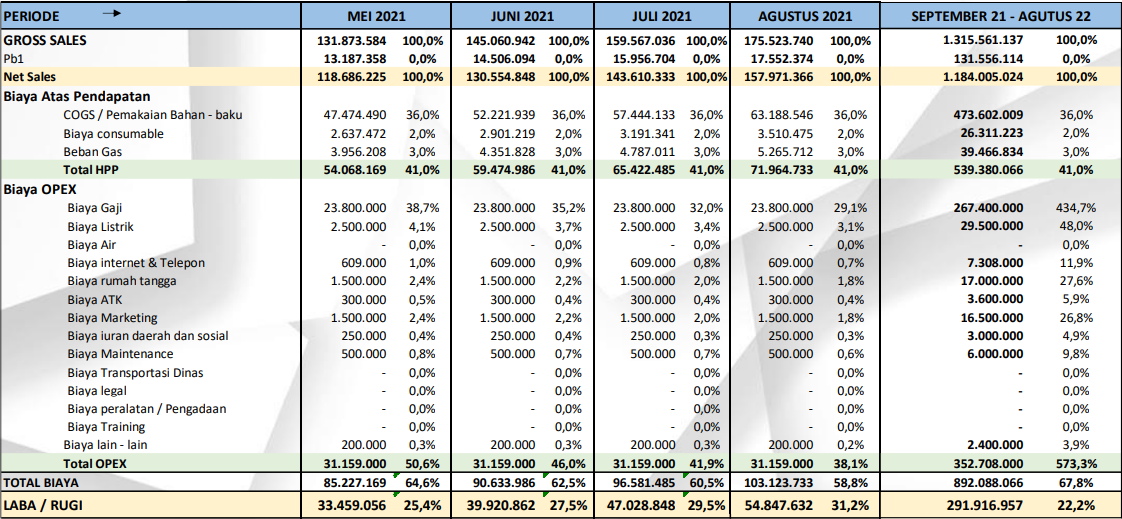 PERIODE → MEI 2021 JUNI 2021 JULI 2021 AGUSTUS 2021 SEPTEMBER 21 - AGUTUS 22
GROSS SALES 131.873.584 100,0% 145.060.942 100,0% 159.567.036 100,0% 175.523.740 100,0% 1.315.561.137 100,0%
Pb1 13.187.358 0,0% 14.506.094 0,0% 15.956.704 0,0% 17.552.374 0,0% 131.556.114 0,0%
Net Sales 118.686.225 100,0% 130.554.848 100,0% 143.610.333 100,0% 157.971.366 100,0% 1.184.005.024 100,0%
Biaya Atas Pendapatan
COGS / Pemakaian Bahan - baku 47.474.490 36,0% 52.221.939 36,0% 57.444.133 36,0% 63.188.546 36,0% 473.602.009 36,0%
Biaya consumable 2.637.472 2,0% 2.901.219 2,0% 3.191.341 2,0% 3.510.475 2,0% 26.311.223 2,0%
Beban Gas 3.956.208 3,0% 4.351.828 3,0% 4.787.011 3,0% 5.265.712 3,0% 39.466.834 3,0%
Total HPP 54.068.169 41,0% 59.474.986 41,0% 65.422.485 41,0% 71.964.733 41,0% 539.380.066 41,0%
Biaya OPEX
Biaya Gaji 23.800.000 38,7% 23.800.000 35,2% 23.800.000 32,0% 23.800.000 29,1% 267.400.000 434,7%
Biaya Listrik 2.500.000 4,1% 2.500.000 3,7% 2.500.000 3,4% 2.500.000 3,1% 29.500.000 48,0%
Biaya Air - 0,0% - 0,0% - 0,0% - 0,0% - 0,0%
Biaya internet & Telepon 609.000 1,0% 609.000 0,9% 609.000 0,8% 609.000 0,7% 7.308.000 11,9%
Biaya rumah tangga 1.500.000 2,4% 1.500.000 2,2% 1.500.000 2,0% 1.500.000 1,8% 17.000.000 27,6%
Biaya ATK 300.000 0,5% 300.000 0,4% 300.000 0,4% 300.000 0,4% 3.600.000 5,9%
Biaya Marketing 1.500.000 2,4% 1.500.000 2,2% 1.500.000 2,0% 1.500.000 1,8% 16.500.000 26,8%
Biaya iuran daerah dan sosial 250.000 0,4% 250.000 0,4% 250.000 0,3% 250.000 0,3% 3.000.000 4,9%
Biaya Maintenance 500.000 0,8% 500.000 0,7% 500.000 0,7% 500.000 0,6% 6.000.000 9,8%
Biaya Transportasi Dinas - 0,0% - 0,0% - 0,0% - 0,0% - 0,0%
Biaya legal - 0,0% - 0,0% - 0,0% - 0,0% - 0,0%
Biaya peralatan / Pengadaan - 0,0% - 0,0% - 0,0% - 0,0% - 0,0%
Biaya Training - 0,0% - 0,0% - 0,0% - 0,0% - 0,0%
Biaya lain - lain 200.000 0,3% 200.000 0,3% 200.000 0,3% 200.000 0,2% 2.400.000 3,9%
Total OPEX 31.159.000 50,6% 31.159.000 46,0% 31.159.000 41,9% 31.159.000 38,1% 352.708.000 573,3%
TOTAL BIAYA 85.227.169 64,6% 90.633.986 62,5% 96.581.485 60,5% 103.123.733 58,8% 892.088.066 67,8%
LABA / RUGI 33.459.056 25,4% 39.920.862 27,5% 47.028.848 29,5% 54.847.632 31,2% 291.916.957 22,2%